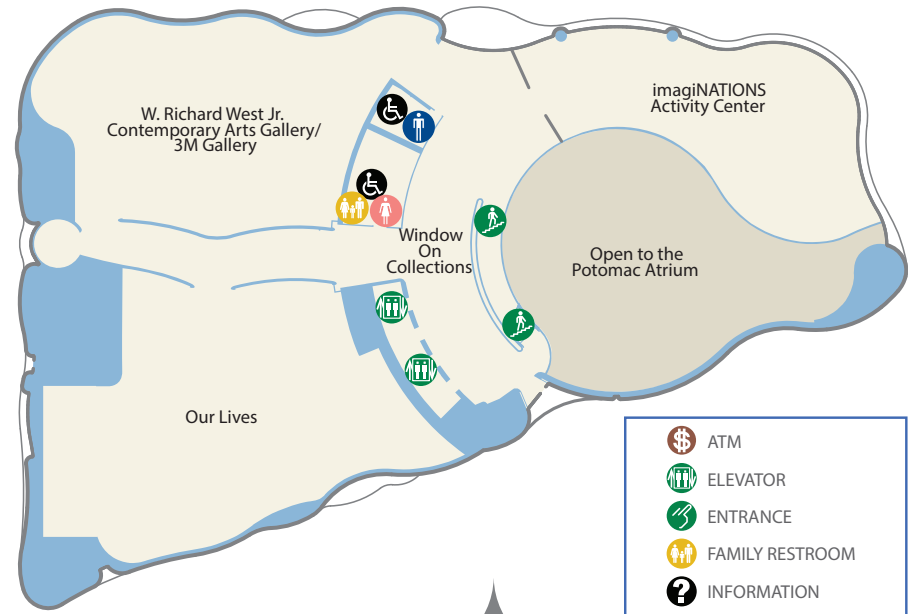 W. Richard West Jr.
Contemporary Arts Gallery/
3M Gallery
imagiNATIONS
Activity Center
Window
On
Collections
Open to the
Potomac Atrium
Our Lives
$ ATM
ELEVATOR
ENTRANCE
FAMILY RESTROOM
? INFORMATION